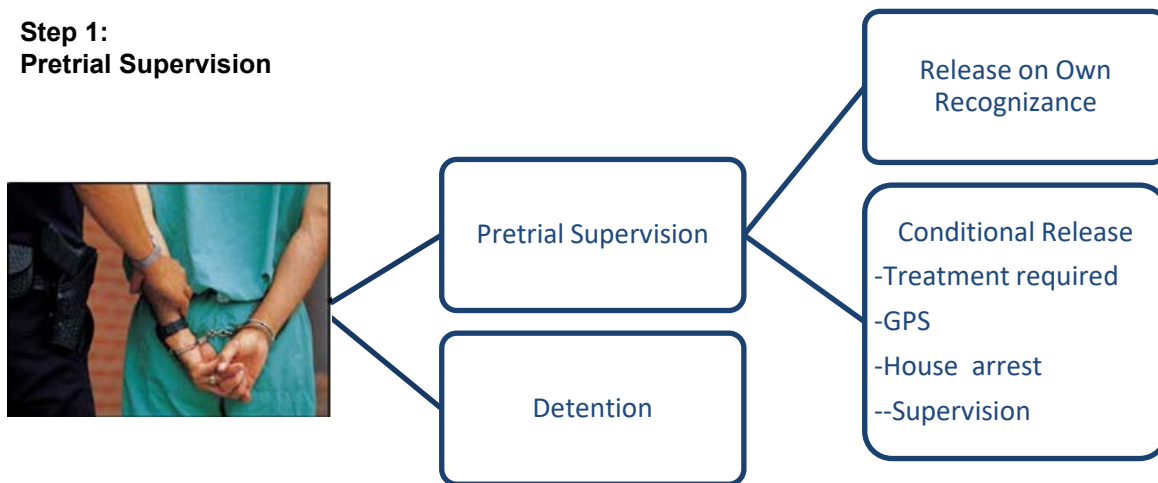 Step 1:
Pretrial Supervision
Release on Own
Recognizance
Pretrial Supervision
Conditional Release
-Treatment required
-GPS
-House  arrest
--Supervision
Detention